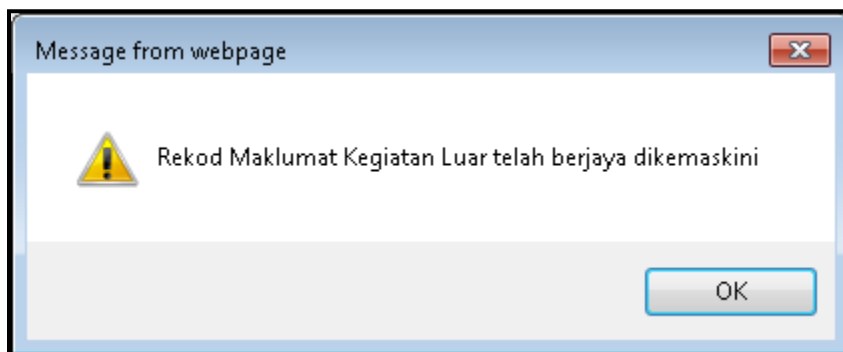 Message from webpage
Rekod Maklumat Kegiatan Luar telah berjaya dikemaskini
OK